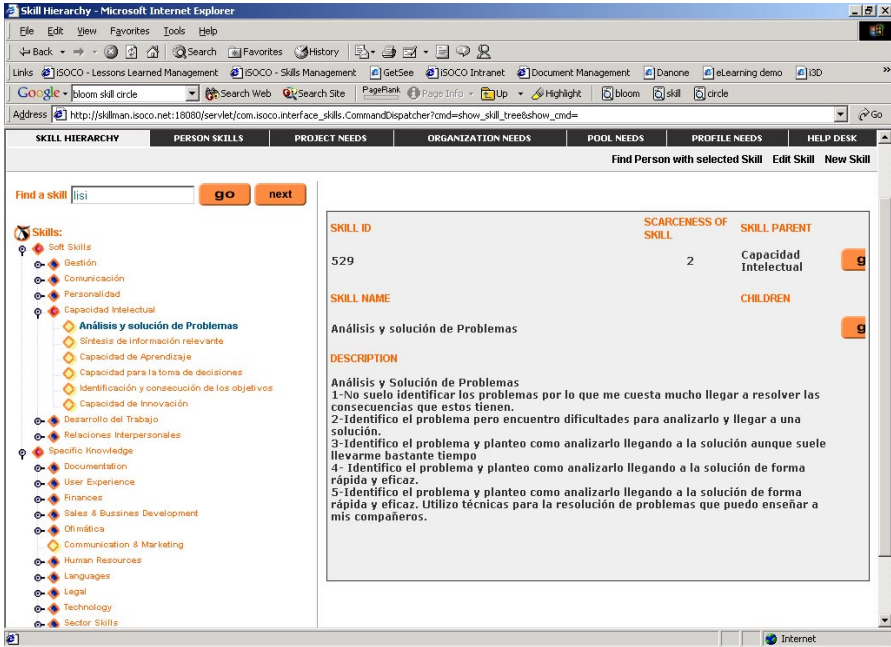 Skill Hierarchy - Microsoft Internet Explorer
File Edit View Favorites Tools Help
Back Search Favorites History
Links iSOCO - Lessons Learned Management iSOCO - Skills Management GetSee iSOCO Intranet Document Management Danone eLearning demo i3D »
Google bloom skill circle Search Web Search Site PageRank Page Info Up Highlight bloom skill circle
Address http://skillman.isoco.net:18080/servlet/com.isoco.interface_skills.CommandDispatcher?cmd=show_skill_tree&show_cmd= Go
SKILL HIERARCHY PERSON SKILLS PROJECT NEEDS ORGANIZATION NEEDS POOL NEEDS PROFILE NEEDS HELP DESK
Find Person with selected Skill Edit Skill New Skill
Find a skill lisi go next
Skills:
Soft Skills
Gestión
Comunicación
Personalidad
Capacidad Intelectual
Análisis y solución de Problemas
Síntesis de información relevante
Capacidad de Aprendizaje
Capacidad para la toma de decisiones
Identificación y consecución de los objetivos
Capacidad de Innovación
Desarrollo del Trabajo
Relaciones Interpersonales
Specific Knowledge
Documentation
User Experience
Finances
Sales & Bussines Development
Ofimática
Communication & Marketing
Human Resources
Languages
Legal
Technology
Sector Skills
SKILL ID SCARCENESS OF SKILL SKILL PARENT
529 2 Capacidad Intelectual g
SKILL NAME CHILDREN
Análisis y solución de Problemas g
DESCRIPTION
Análisis y Solución de Problemas
1-No suelo identificar los problemas por lo que me cuesta mucho llegar a resolver las
consecuencias que estos tienen.
2-Identifico el problema pero encuentro dificultades para analizarlo y llegar a una
solución.
3-Identifico el problema y planteo como analizarlo llegando a la solución aunque suele
llevarme bastante tiempo
4- Identifico el problema y planteo como analizarlo llegando a la solución de forma
rápida y eficaz.
5-Identifico el problema y planteo como analizarlo llegando a la solución de forma
rápida y eficaz. Utilizo técnicas para la resolución de problemas que puedo enseñar a
mis compañeros.
Internet